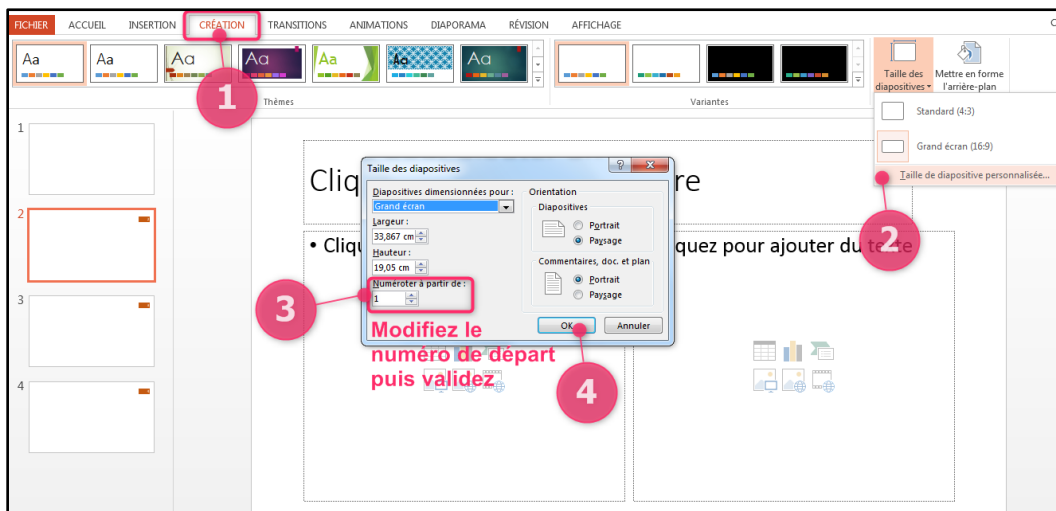 FICHIER ACCUEIL INSERTION CRÉATION TRANSITIONS ANIMATIONS DIAPORAMA RÉVISION AFFICHAGE
Aa Aa Aa Aa Aa Aa Aa
Taille des diapositives
Mettre en forme l'arrière-plan
Thèmes
Variantes
1
Standard (4:3)
Grand écran (16:9)
Taille de diapositive personnalisée...
2
1
2
3
4
Cliq
re
• Cliqu
quez pour ajouter du te te
Taille des diapositives
Diapositives dimensionnées pour :
Grand écran
Largeur :
33,867 cm
Hauteur :
19,05 cm
Numéroter à partir de :
1
3
Orientation
Diapositives
Portrait
Paysage
Commentaires, doc. et plan
Portrait
Paysage
OK
Annuler
4
Modifiez le
numéro de départ
puis validez